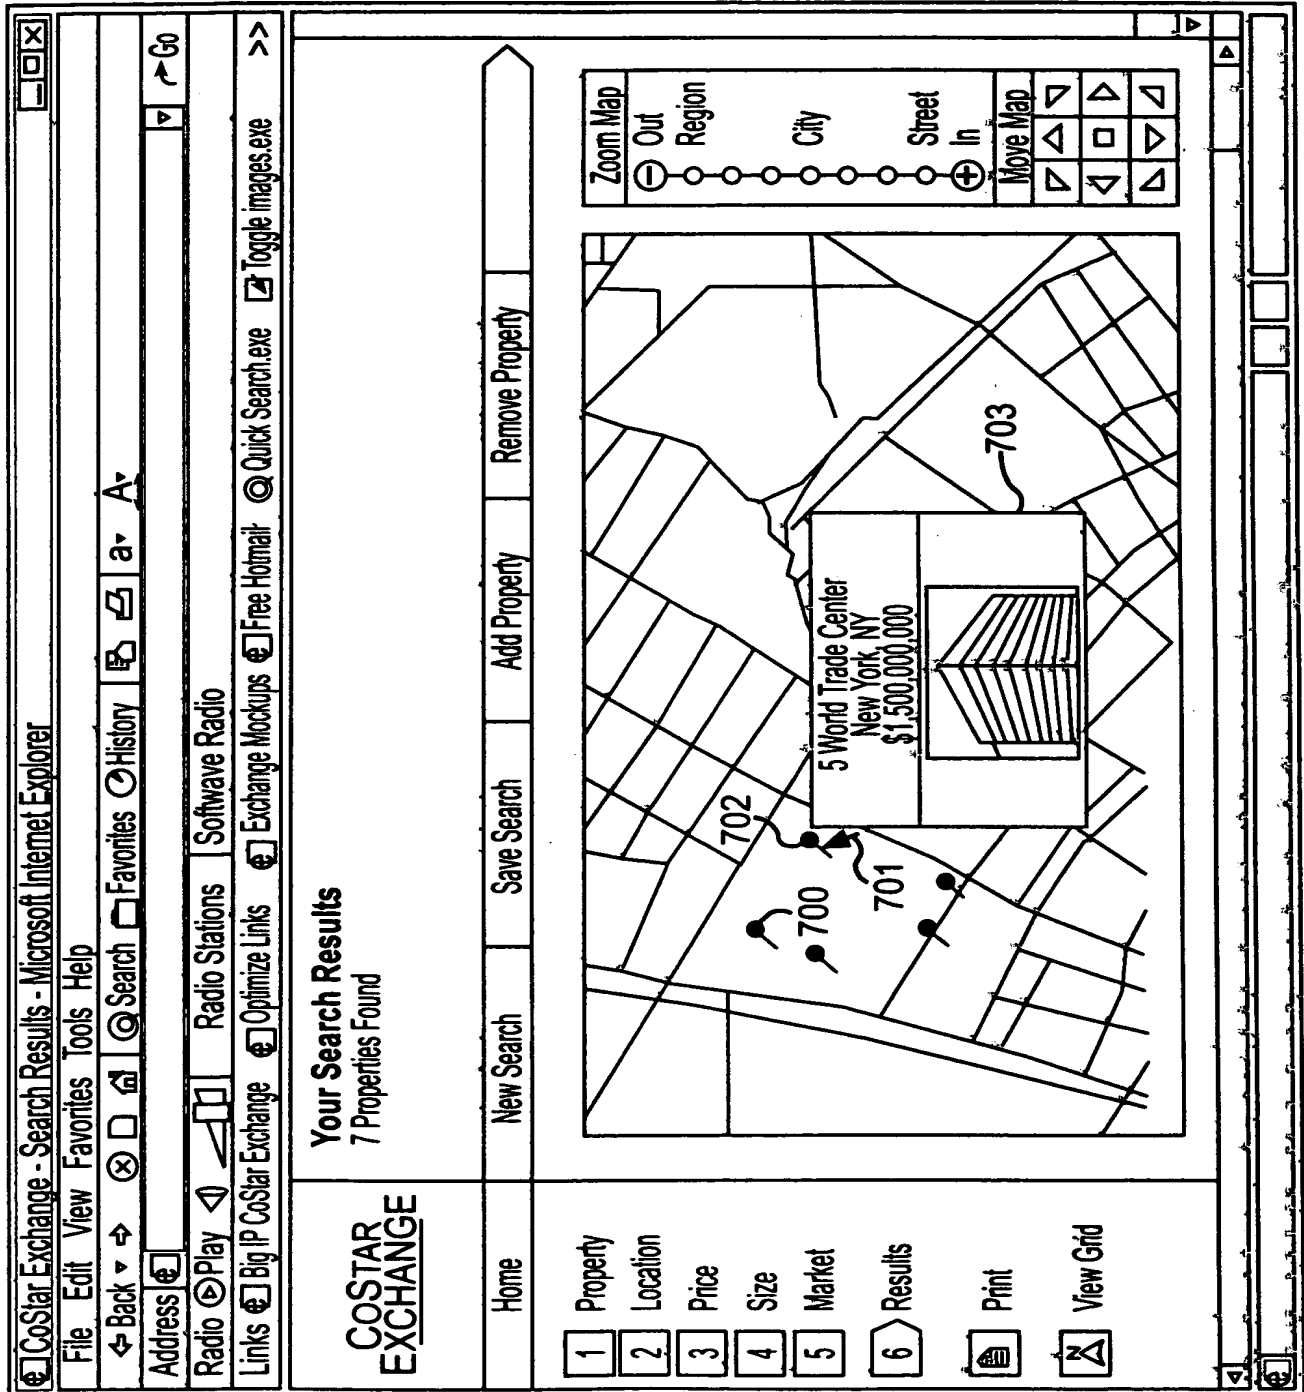 CoStar Exchange - Search Results - Microsoft Internet Explorer
File Edit View Favorites Tools Help
Back Search Favorites History a A
Address Go
Radio Play Radio Stations Softwave Radio
Links Big IP CoStar Exchange Optimize Links Exchange Mockups Free Hotmair Quick Search.exe Toggle images.exe >>
COSTAR
EXCHANGE
Your Search Results
7 Properties Found
Home New Search Save Search Add Property Remove Property
1 Property
2 Location
3 Price
4 Size
5 Market
6 Results
Print
N View Grid
700
701
702
703
5 World Trade Center
New York, NY
$1,500,000,000
Zoom Map
Out
Region
City
Street
In
Move Map